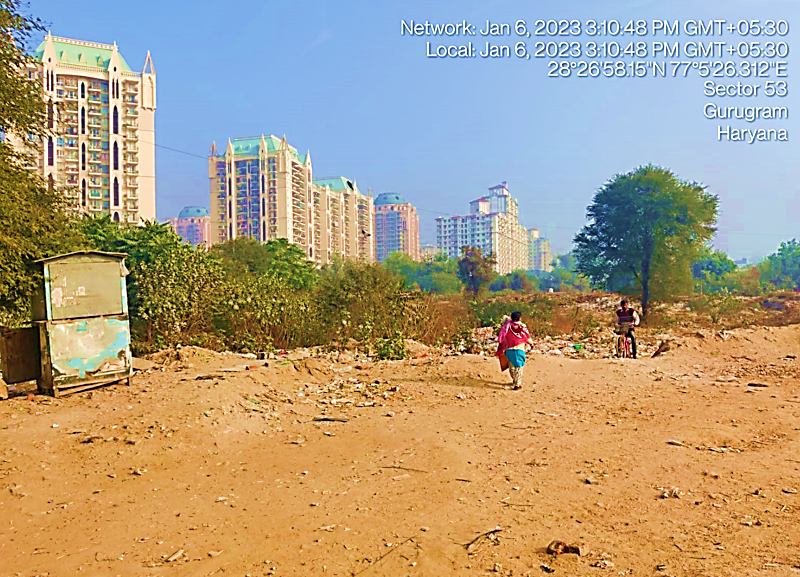 Network: Jan 6, 2023 3:10:48 PM GMT+05:30
Local: Jan 6, 2023 3:10:48 PM GMT+05:30
28°26'58.15"N 77°5'26.312"E
Sector 53
Gurugram
Haryana